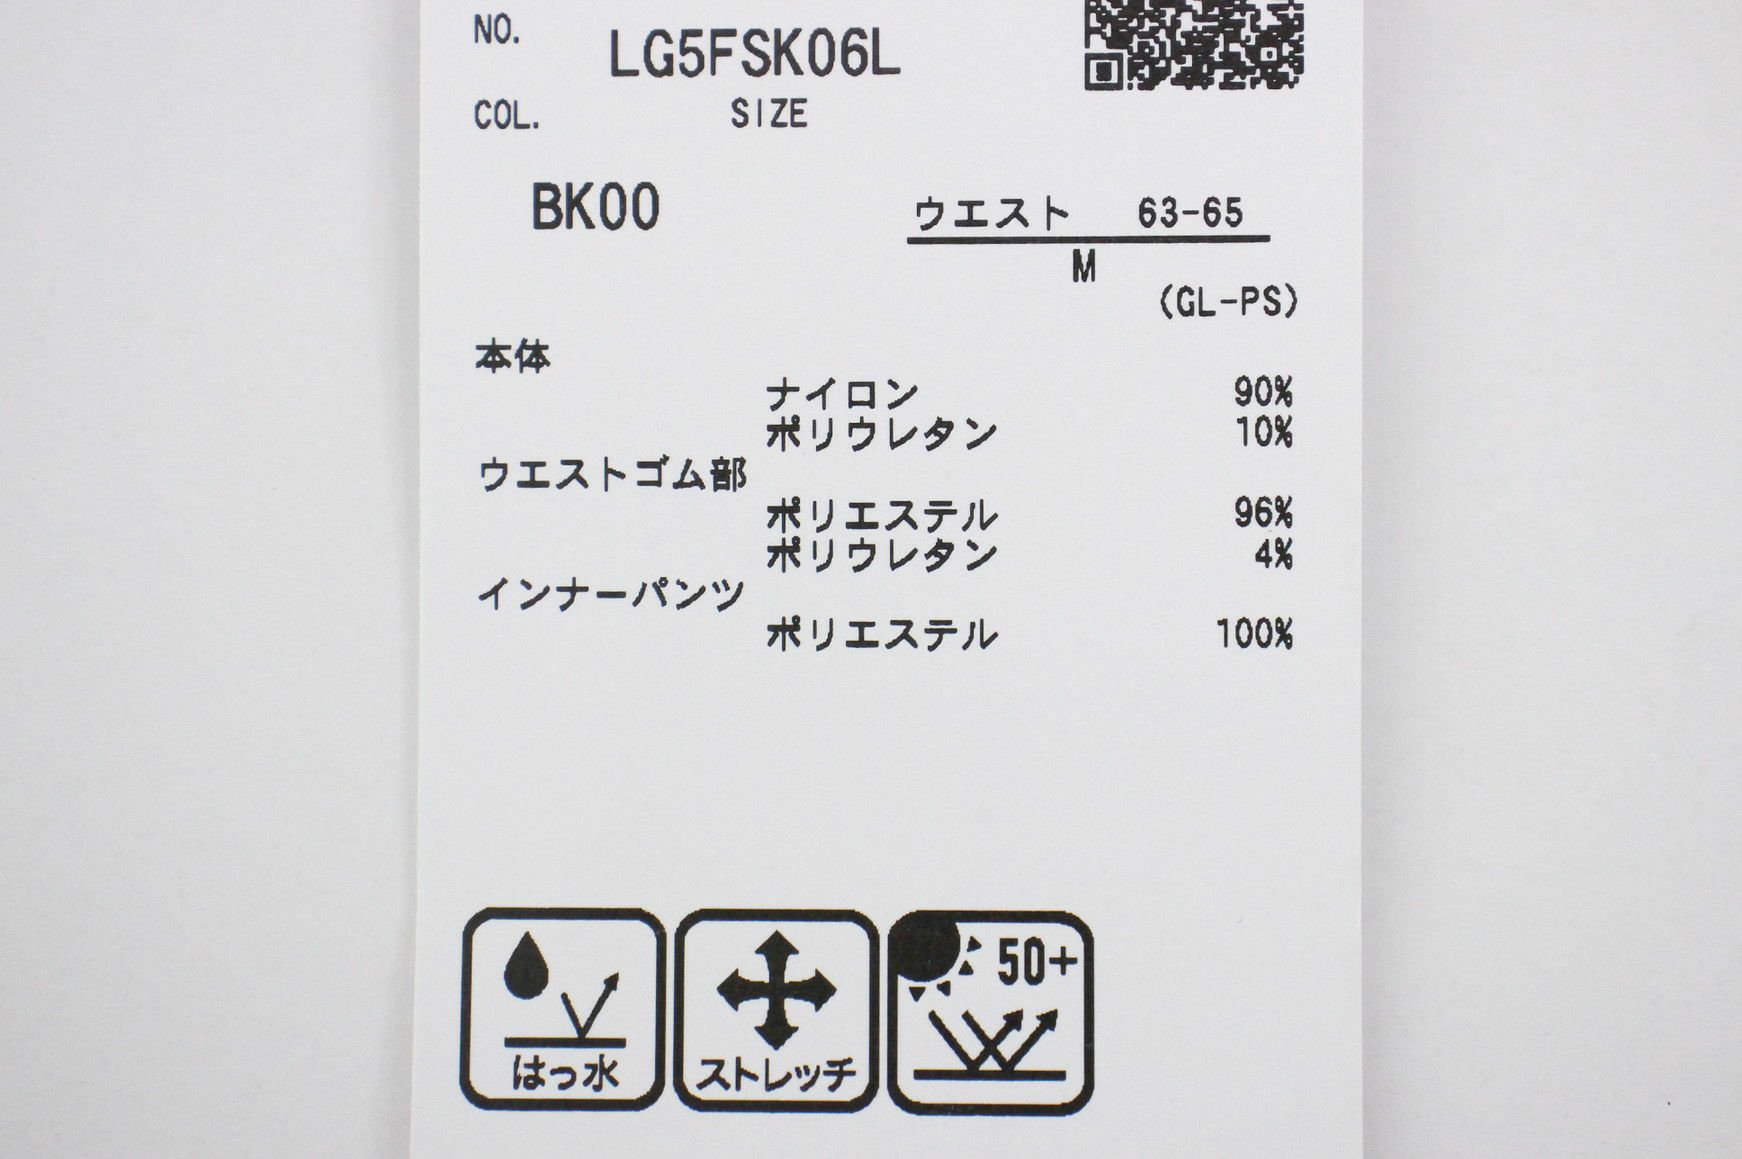 NO. LG5FSK06L
COL. SIZE
BK00 ウエスト 63-65
M
(GL-PS)
本体
ナイロン 90%
ポリウレタン 10%
ウエストゴム部
ポリエステル 96%
ポリウレタン 4%
インナーパンツ
ポリエステル 100%
50+
はっ水 ストレッチ